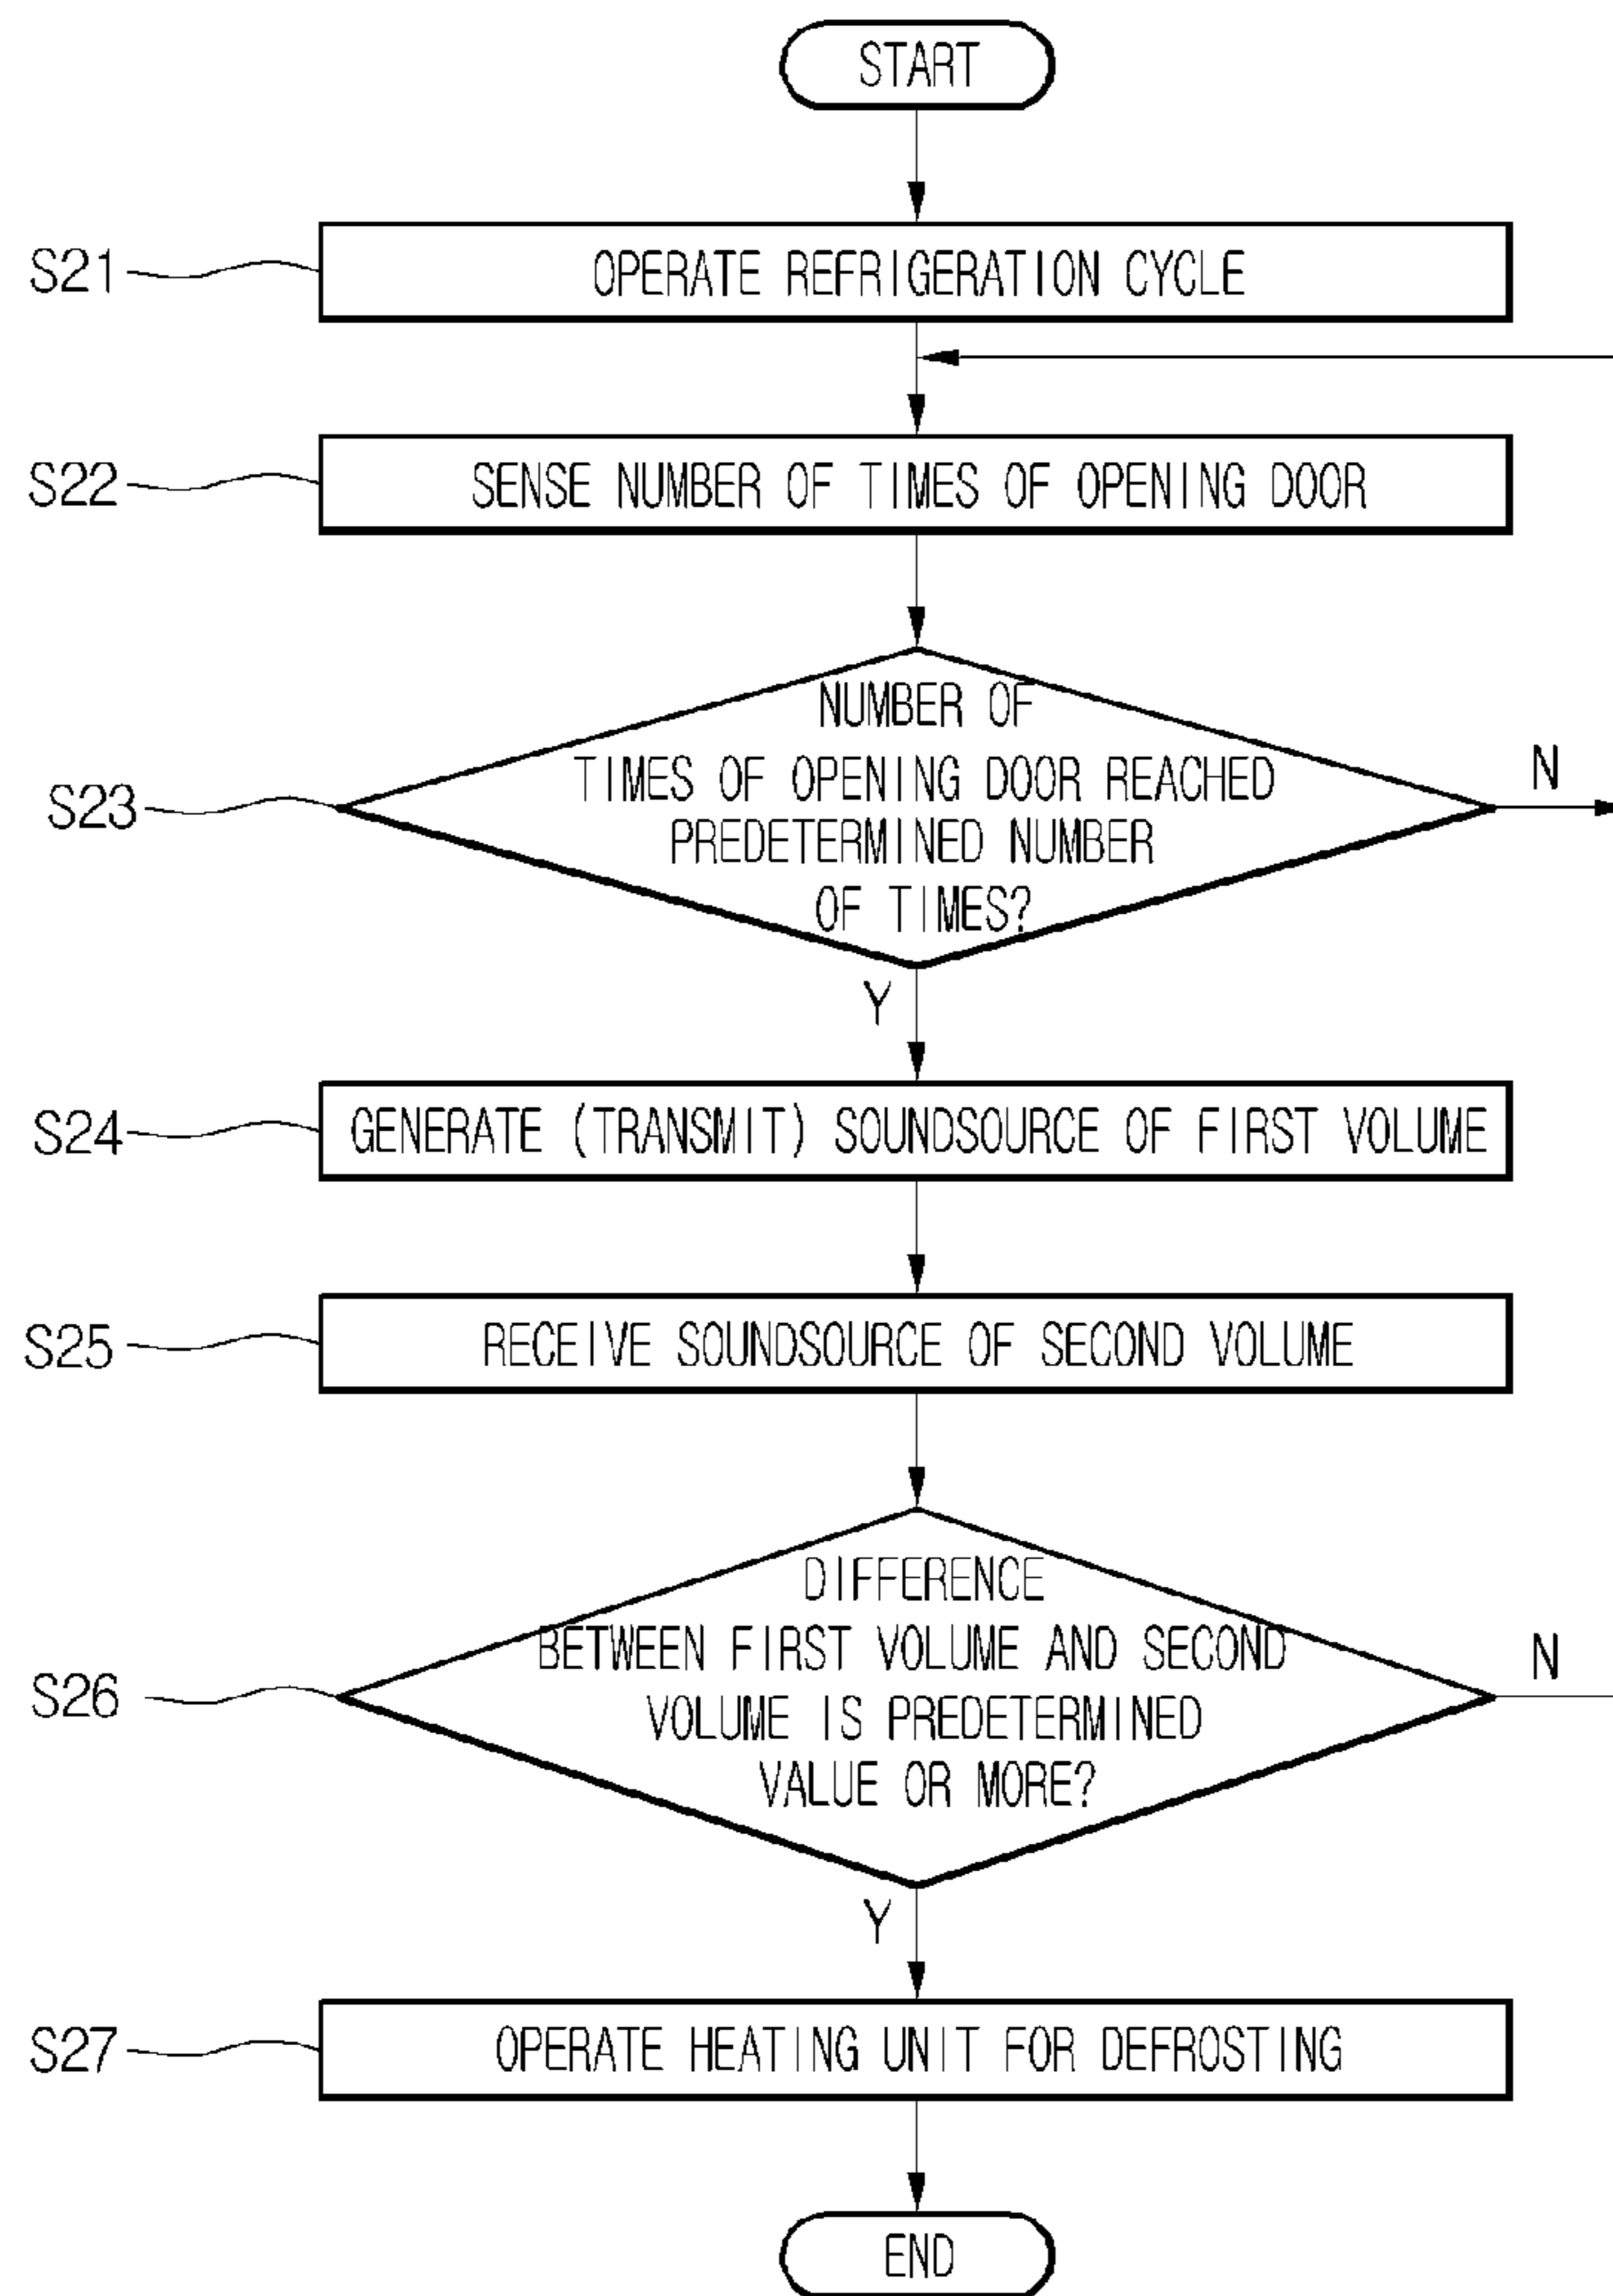 START
S21
OPERATE REFRIGERATION CYCLE
S22
SENSE NUMBER OF TIMES OF OPENING DOOR
S23
NUMBER OF
TIMES OF OPENING DOOR REACHED
PREDETERMINED NUMBER
OF TIMES?
N
Y
S24
GENERATE (TRANSMIT) SOUNDSOURCE OF FIRST VOLUME
S25
RECEIVE SOUNDSOURCE OF SECOND VOLUME
S26
DIFFERENCE
BETWEEN FIRST VOLUME AND SECOND
VOLUME IS PREDETERMINED
VALUE OR MORE?
N
Y
S27
OPERATE HEATING UNIT FOR DEFROSTING
END